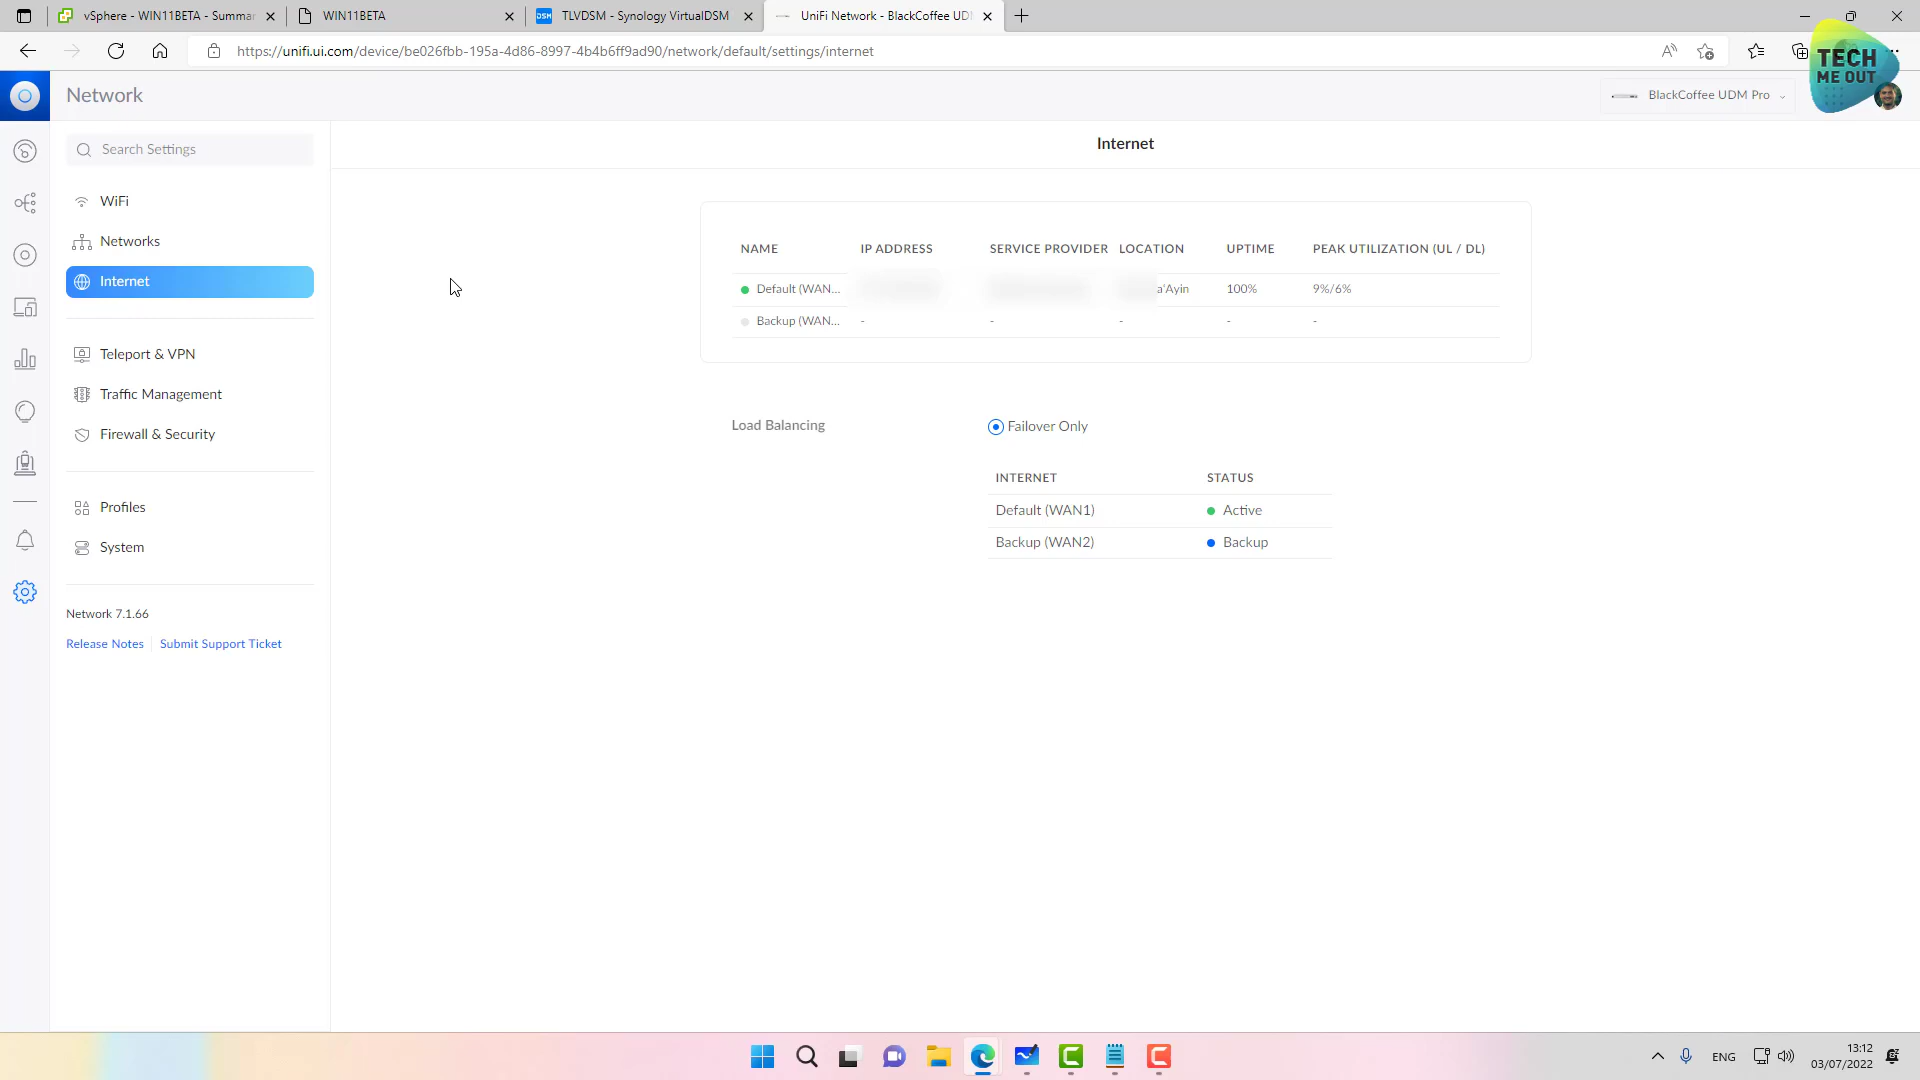 vSphere - WIN11BETA - Summar
WIN11BETA
DSM
TLVDSM - Synology VirtualDSM
UniFi Network - BlackCoffee UD
https://unifi.ui.com/device/be026fbb-195a-4d86-8997-4b4b6ff9ad90/network/default/settings/internet
TECH
ME OUT
Network
BlackCoffee UDM Pro
Search Settings
Internet
WiFi
Networks
Internet
Teleport & VPN
Traffic Management
Firewall & Security
Profiles
System
Network 7.1.66
Release Notes
Submit Support Ticket
NAME IP ADDRESS SERVICE PROVIDER LOCATION UPTIME PEAK UTILIZATION (UL / DL)
Default (WAN... a'Ayin 100% 9%/6%
Backup (WAN... - - - - -
Load Balancing
Failover Only
INTERNET STATUS
Default (WAN1) Active
Backup (WAN2) Backup
ENG
13:12
03/07/2022